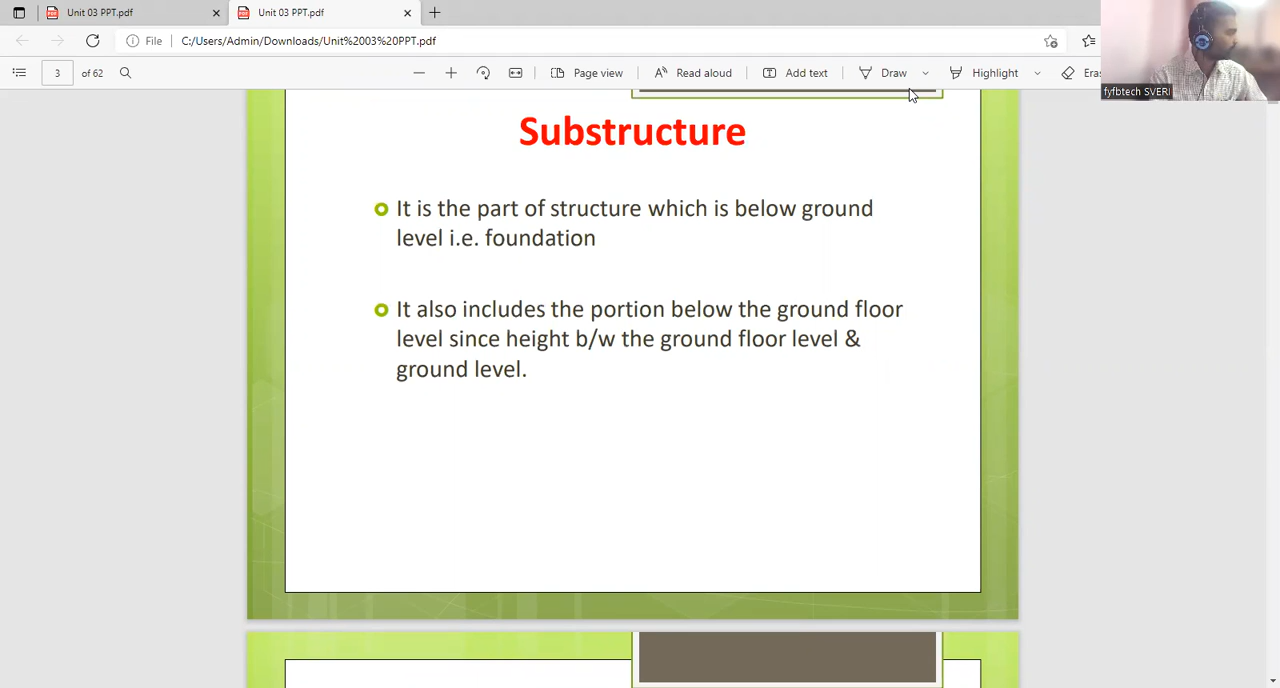 Unit 03 PPT.pdf
Unit 03 PPT.pdf
File C:/Users/Admin/Downloads/Unit%2003%20PPT.pdf
3 of 62 Page view Read aloud Add text Draw Highlight
fyfbtech SVERI
Substructure
It is the part of structure which is below ground
level i.e. foundation
It also includes the portion below the ground floor
level since height b/w the ground floor level &
ground level.